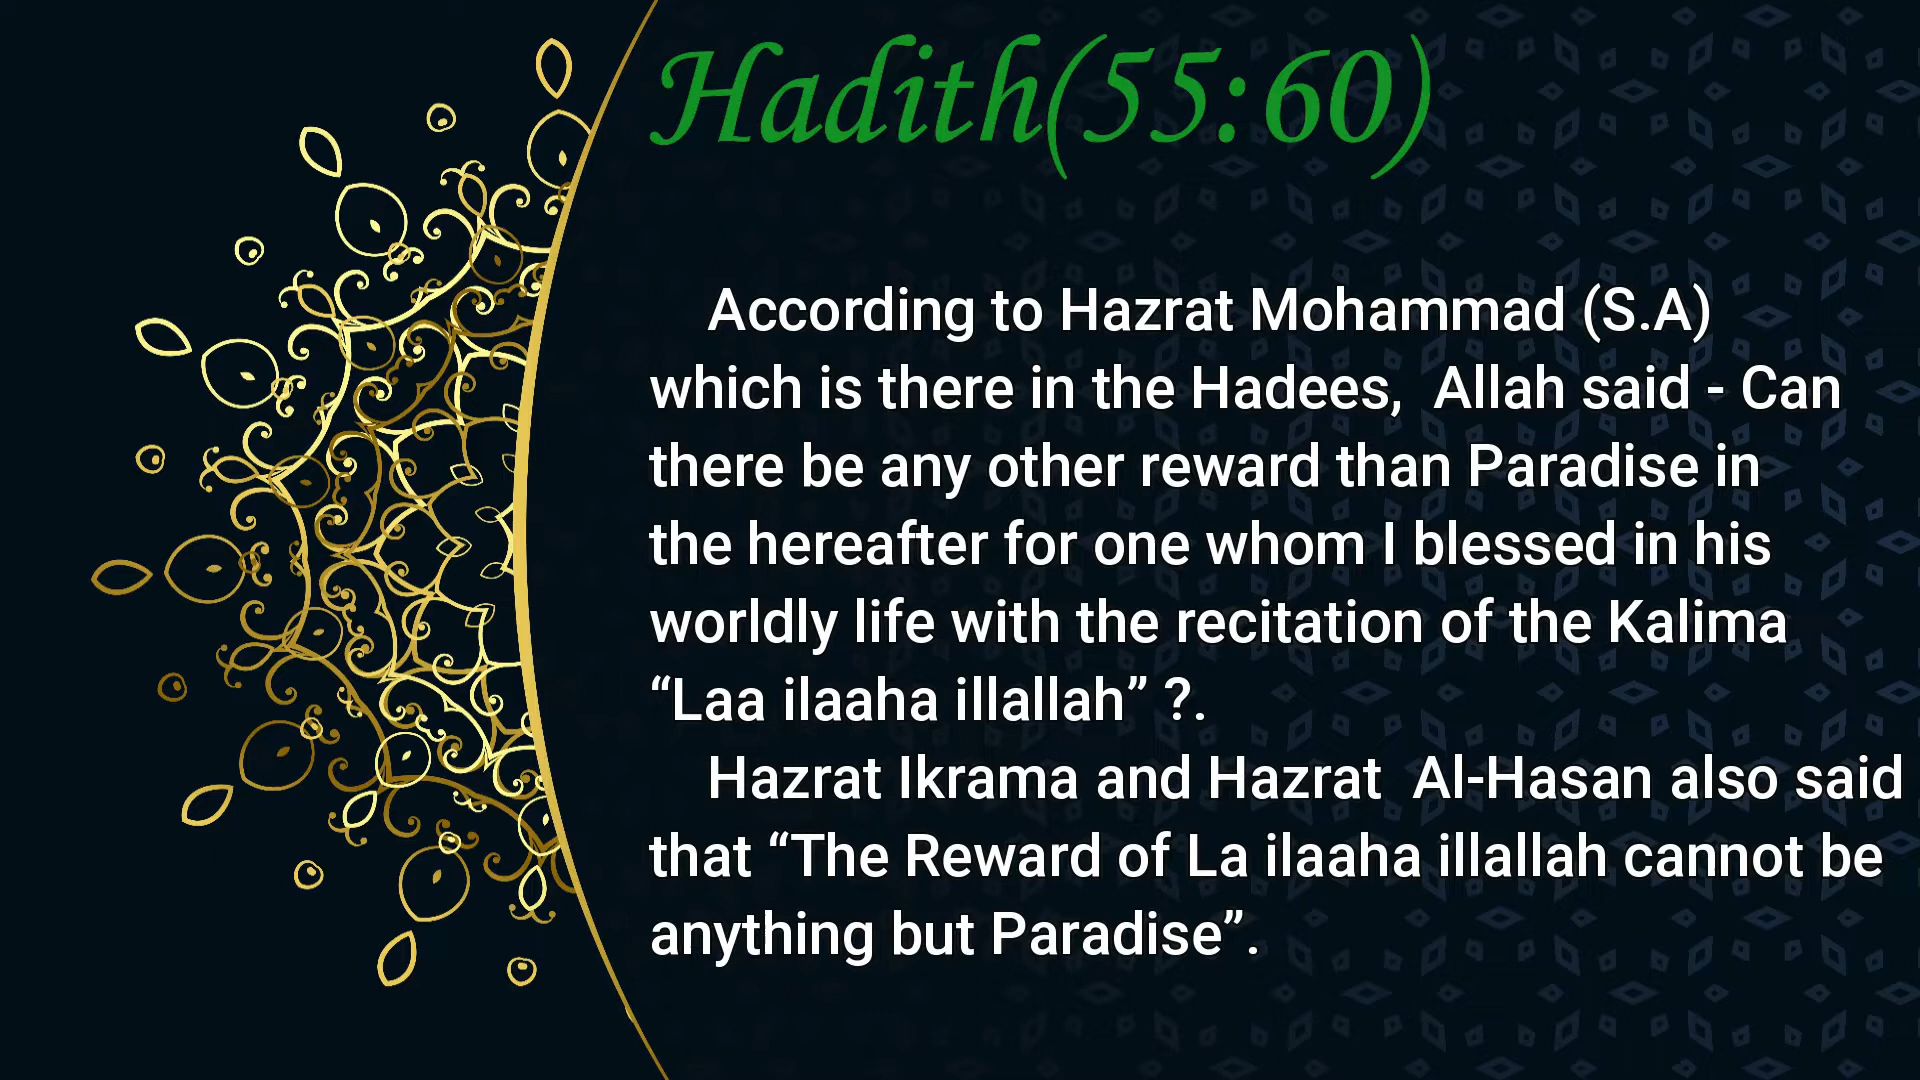 Hadith(55:60)
According to Hazrat Mohammad (S.A)
which is there in the Hadees,  Allah said - Can
there be any other reward than Paradise in
the hereafter for one whom I blessed in his
worldly life with the recitation of the Kalima
“Laa ilaaha illallah” ?.
Hazrat Ikrama and Hazrat  Al-Hasan also said
that “The Reward of La ilaaha illallah cannot be
anything but Paradise”.